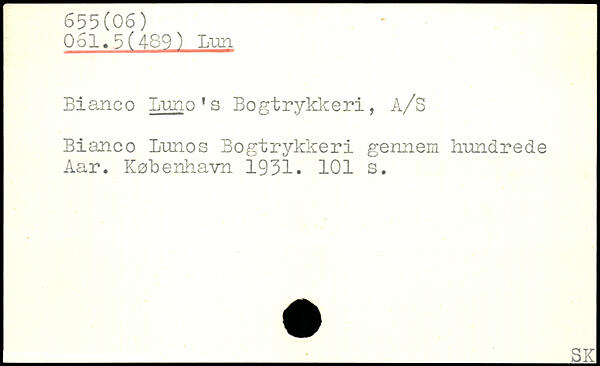 655(06)
061.5(489) Lun
Bianco Luno's Bogtrykkeri, A/S
Bianco Lunos Bogtrykkeri gennem hundrede
Aar. København 1931. 101 s.
SK